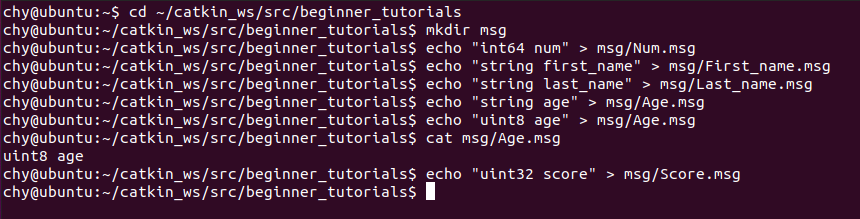 chy@ubuntu:~$ cd ~/catkin_ws/src/beginner_tutorials
chy@ubuntu:~/catkin_ws/src/beginner_tutorials$ mkdir msg
chy@ubuntu:~/catkin_ws/src/beginner_tutorials$ echo "int64 num" > msg/Num.msg
chy@ubuntu:~/catkin_ws/src/beginner_tutorials$ echo "string first_name" > msg/First_name.msg
chy@ubuntu:~/catkin_ws/src/beginner_tutorials$ echo "string last_name" > msg/Last_name.msg
chy@ubuntu:~/catkin_ws/src/beginner_tutorials$ echo "string age" > msg/Age.msg
chy@ubuntu:~/catkin_ws/src/beginner_tutorials$ echo "uint8 age" > msg/Age.msg
chy@ubuntu:~/catkin_ws/src/beginner_tutorials$ cat msg/Age.msg
uint8 age
chy@ubuntu:~/catkin_ws/src/beginner_tutorials$ echo "uint32 score" > msg/Score.msg
chy@ubuntu:~/catkin_ws/src/beginner_tutorials$